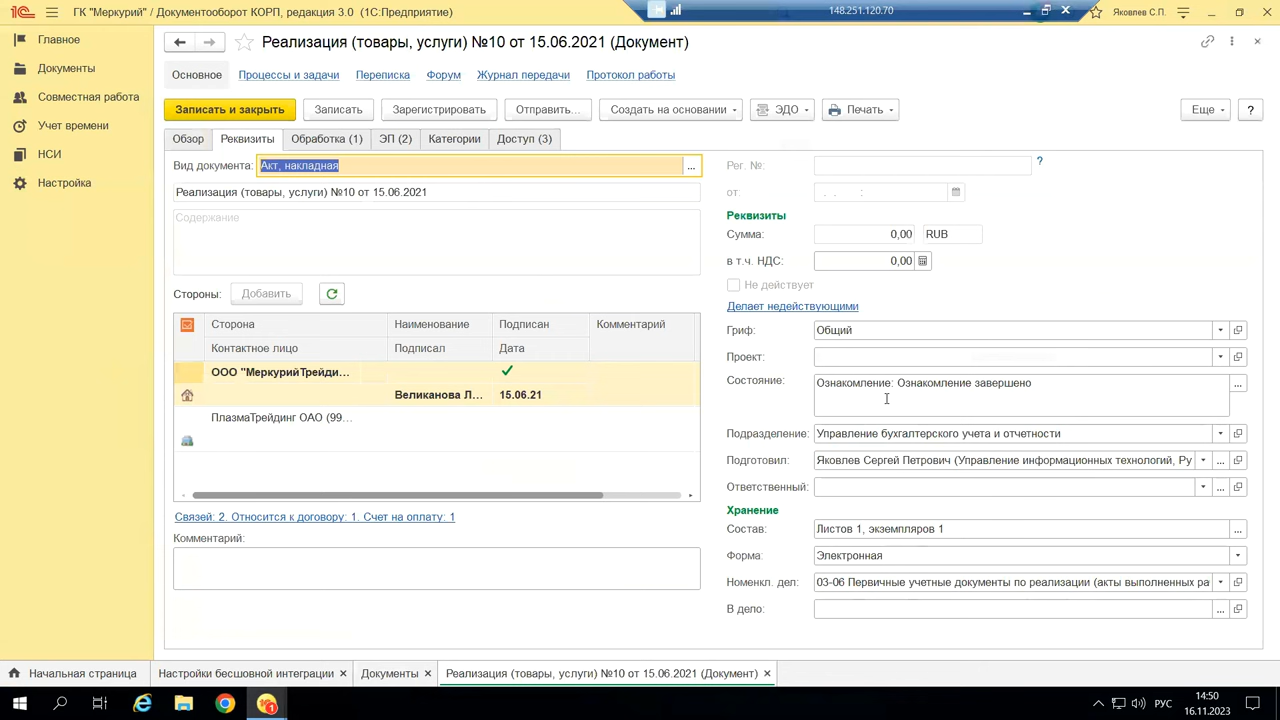 ГК "Меркурий" / Документооборот КОРП, редакция 3.0 (1С:Предприятие)
148.251.120.70
Яковлев С.П.
Главное
Документы
Совместная работа
Учет времени
НСИ
Настройка
Реализация (товары, услуги) №10 от 15.06.2021 (Документ)
Основное Процессы и задачи Переписка Форум Журнал передачи Протокол работы
Записать и закрыть Записать Зарегистрировать Отправить... Создать на основании ЭДО Печать Еще ?
Обзор Реквизиты Обработка (1) ЭП (2) Категории Доступ (3)
Вид документа: Акт, накладная ...
Реализация (товары, услуги) №10 от 15.06.2021
Содержание
Стороны: Добавить
Сторона Наименование Подписан Комментарий
Контактное лицо Подписал Дата
ООО "МеркурийТрейди...
Великанова Л... 15.06.21
ПлазмаТрейдинг ОАО (99...
Связей: 2. Относится к договору: 1. Счет на оплату: 1
Комментарий:
Рег. №: ?
от: . . :
Реквизиты
Сумма: 0,00 RUB
в т.ч. НДС: 0,00
Не действует
Делает недействующими
Гриф: Общий
Проект:
Состояние: Ознакомление: Ознакомление завершено ...
Подразделение: Управление бухгалтерского учета и отчетности
Подготовил: Яковлев Сергей Петрович (Управление информационных технологий, Ру ...
Ответственный: ...
Хранение
Состав: Листов 1, экземпляров 1 ...
Форма: Электронная
Номенкл. дел: 03-06 Первичные учетные документы по реализации (акты выполненных ра
В дело: ...
Начальная страница Настройки бесшовной интеграции Документы Реализация (товары, услуги) №10 от 15.06.2021 (Документ)
РУС
14:50
16.11.2023